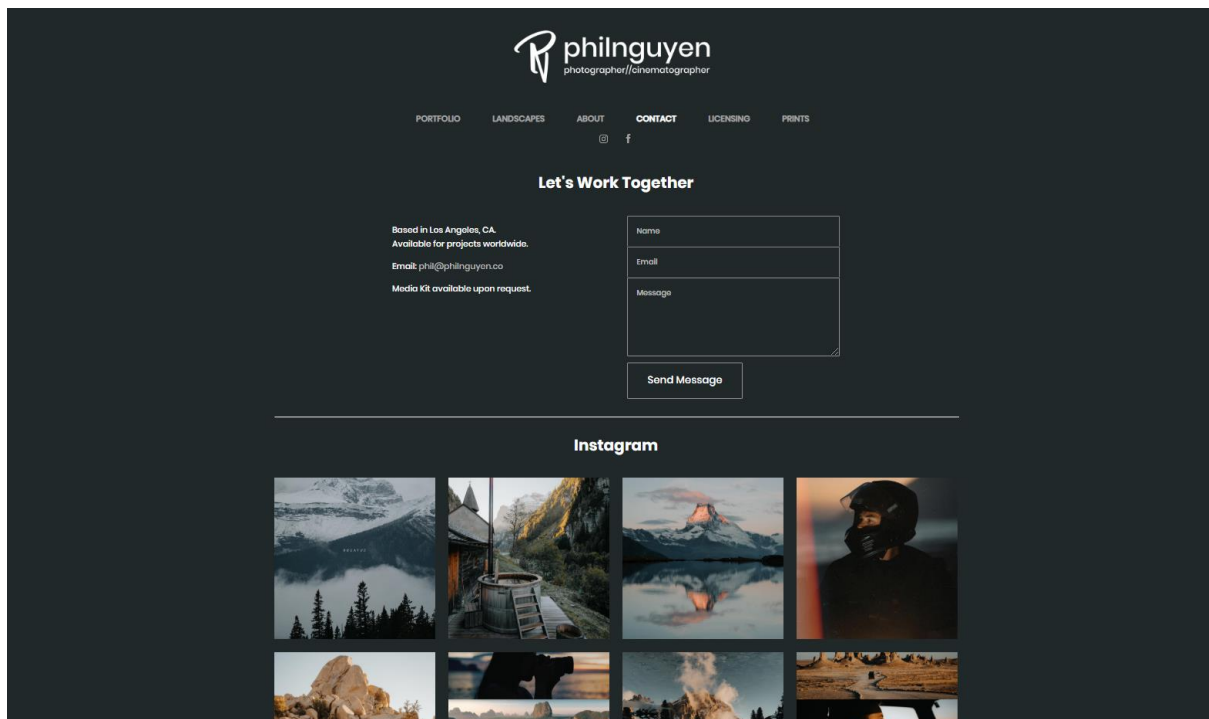 philnguyen
photographer//cinematographer
PORTFOLIO LANDSCAPES ABOUT CONTACT LICENSING PRINTS
Let's Work Together
Based in Los Angeles, CA.
Available for projects worldwide.
Email: phil@philnguyen.co
Media Kit available upon request.
Name
Email
Message
Send Message
Instagram
BREATHE